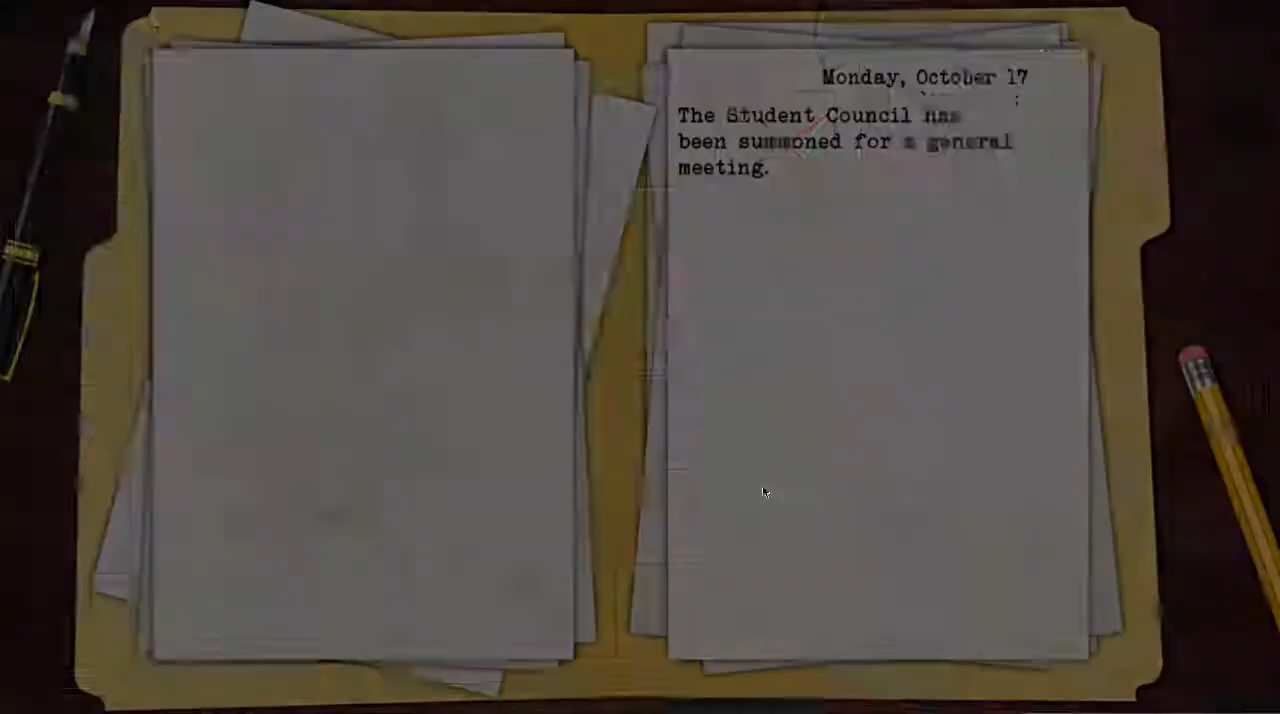 Monday, October 17
The Student Council has
been summoned for a general
meeting.